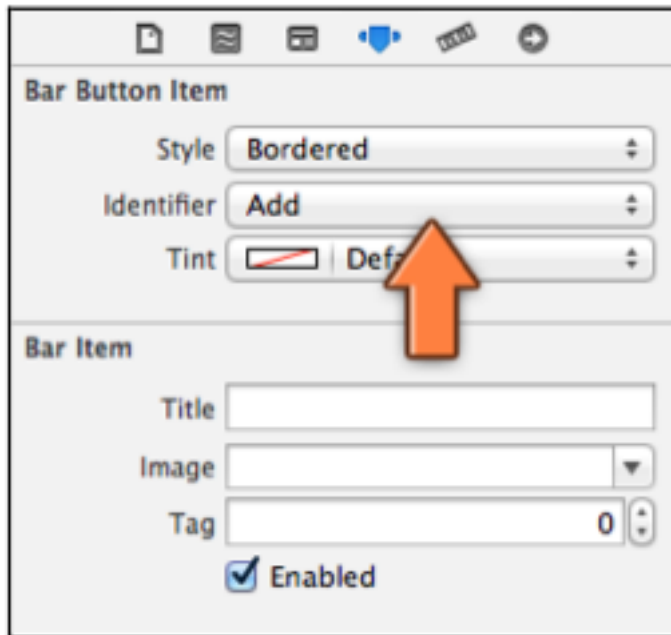 Bar Button Item
Style Bordered
Identifier Add
Tint Defa
Bar Item
Title
Image
Tag 0
Enabled